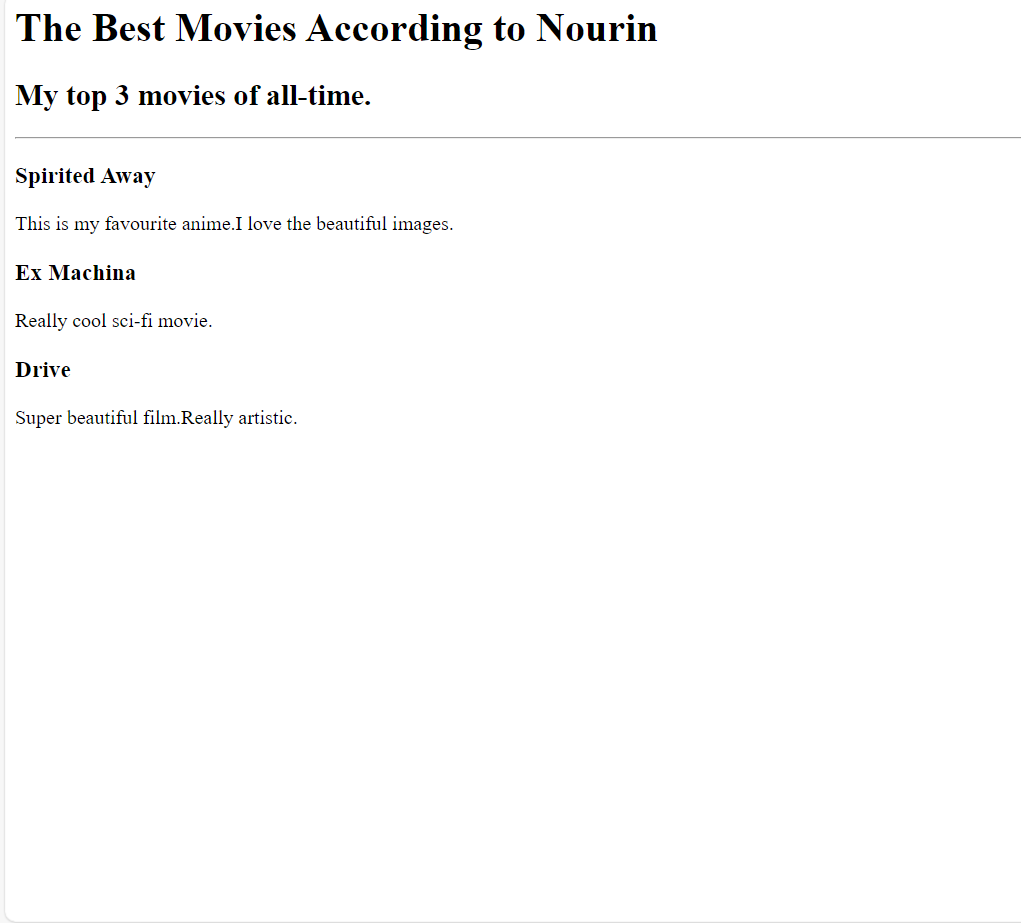 The Best Movies According to Nourin
My top 3 movies of all-time.
Spirited Away
This is my favourite anime.I love the beautiful images.
Ex Machina
Really cool sci-fi movie.
Drive
Super beautiful film.Really artistic.